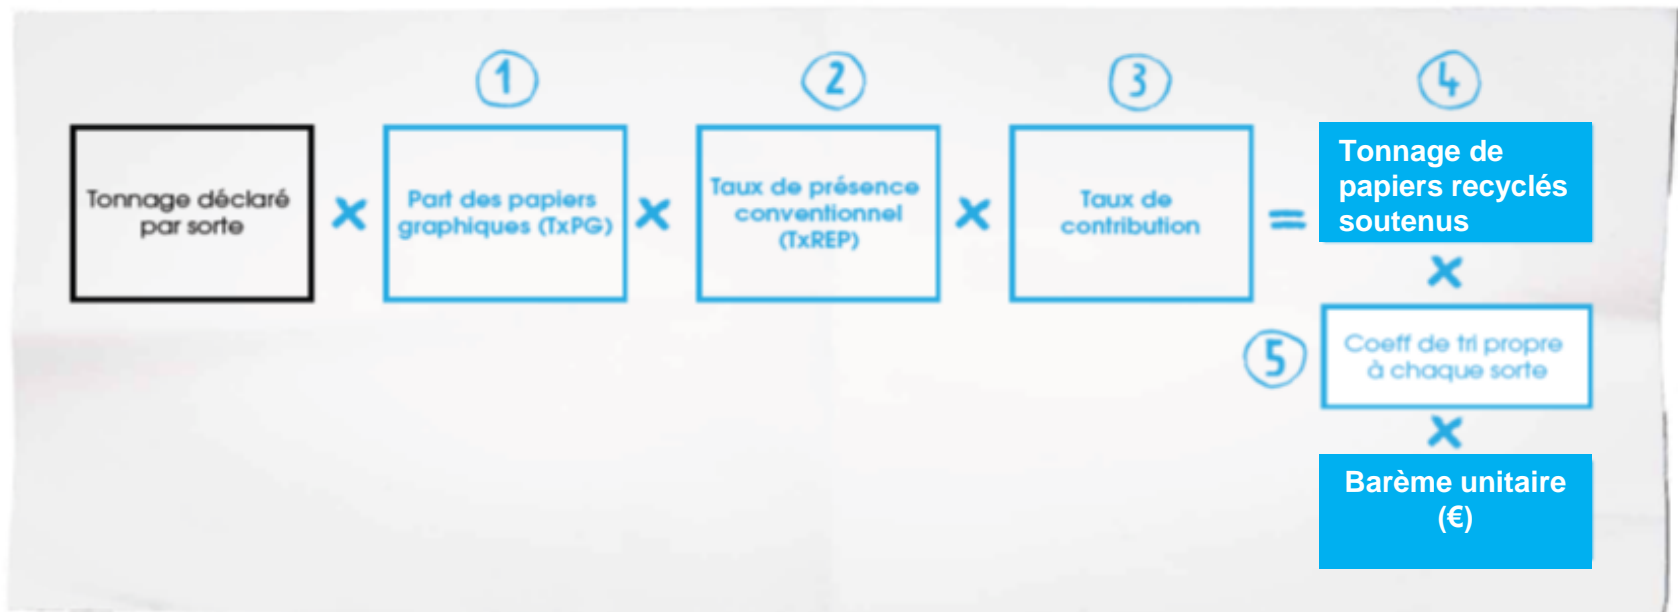 1
2
3
4
Tonnage déclaré
par sorte
×
Part des papiers
graphiques (TxPG)
×
Taux de présence
conventionnel
(TxREP)
×
Taux de
contribution
=
Tonnage de
papiers recyclés
soutenus
×
5
Coeff de tri propre
à chaque sorte
×
Barème unitaire
(€)